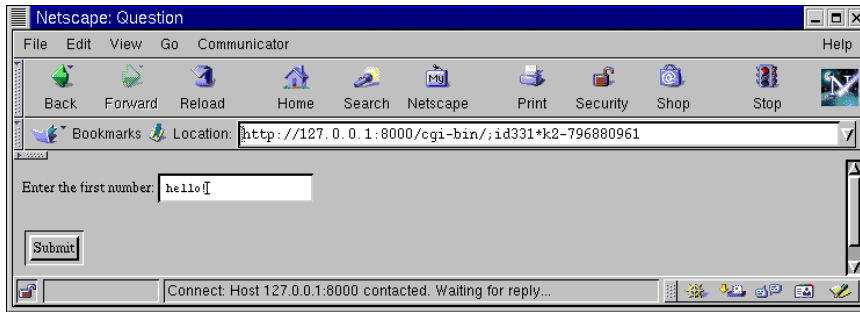 Netscape: Question
File Edit View Go Communicator Help
Back Forward Reload Home Search Netscape Print Security Shop Stop
Bookmarks Location: http://127.0.0.1:8000/cgi-bin/;id331*k2-796880961
Enter the first number: hello!
Submit
Connect: Host 127.0.0.1:8000 contacted. Waiting for reply...